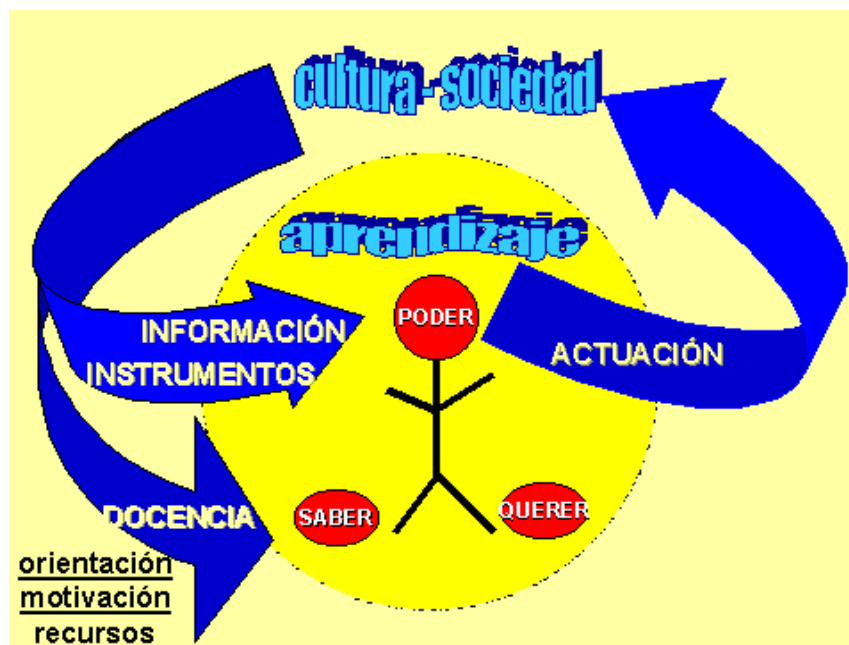 cultura - sociedad
aprendizaje
PODER
INFORMACIÓN
INSTRUMENTOS
ACTUACIÓN
DOCENCIA
SABER
QUERER
orientación
motivación
recursos